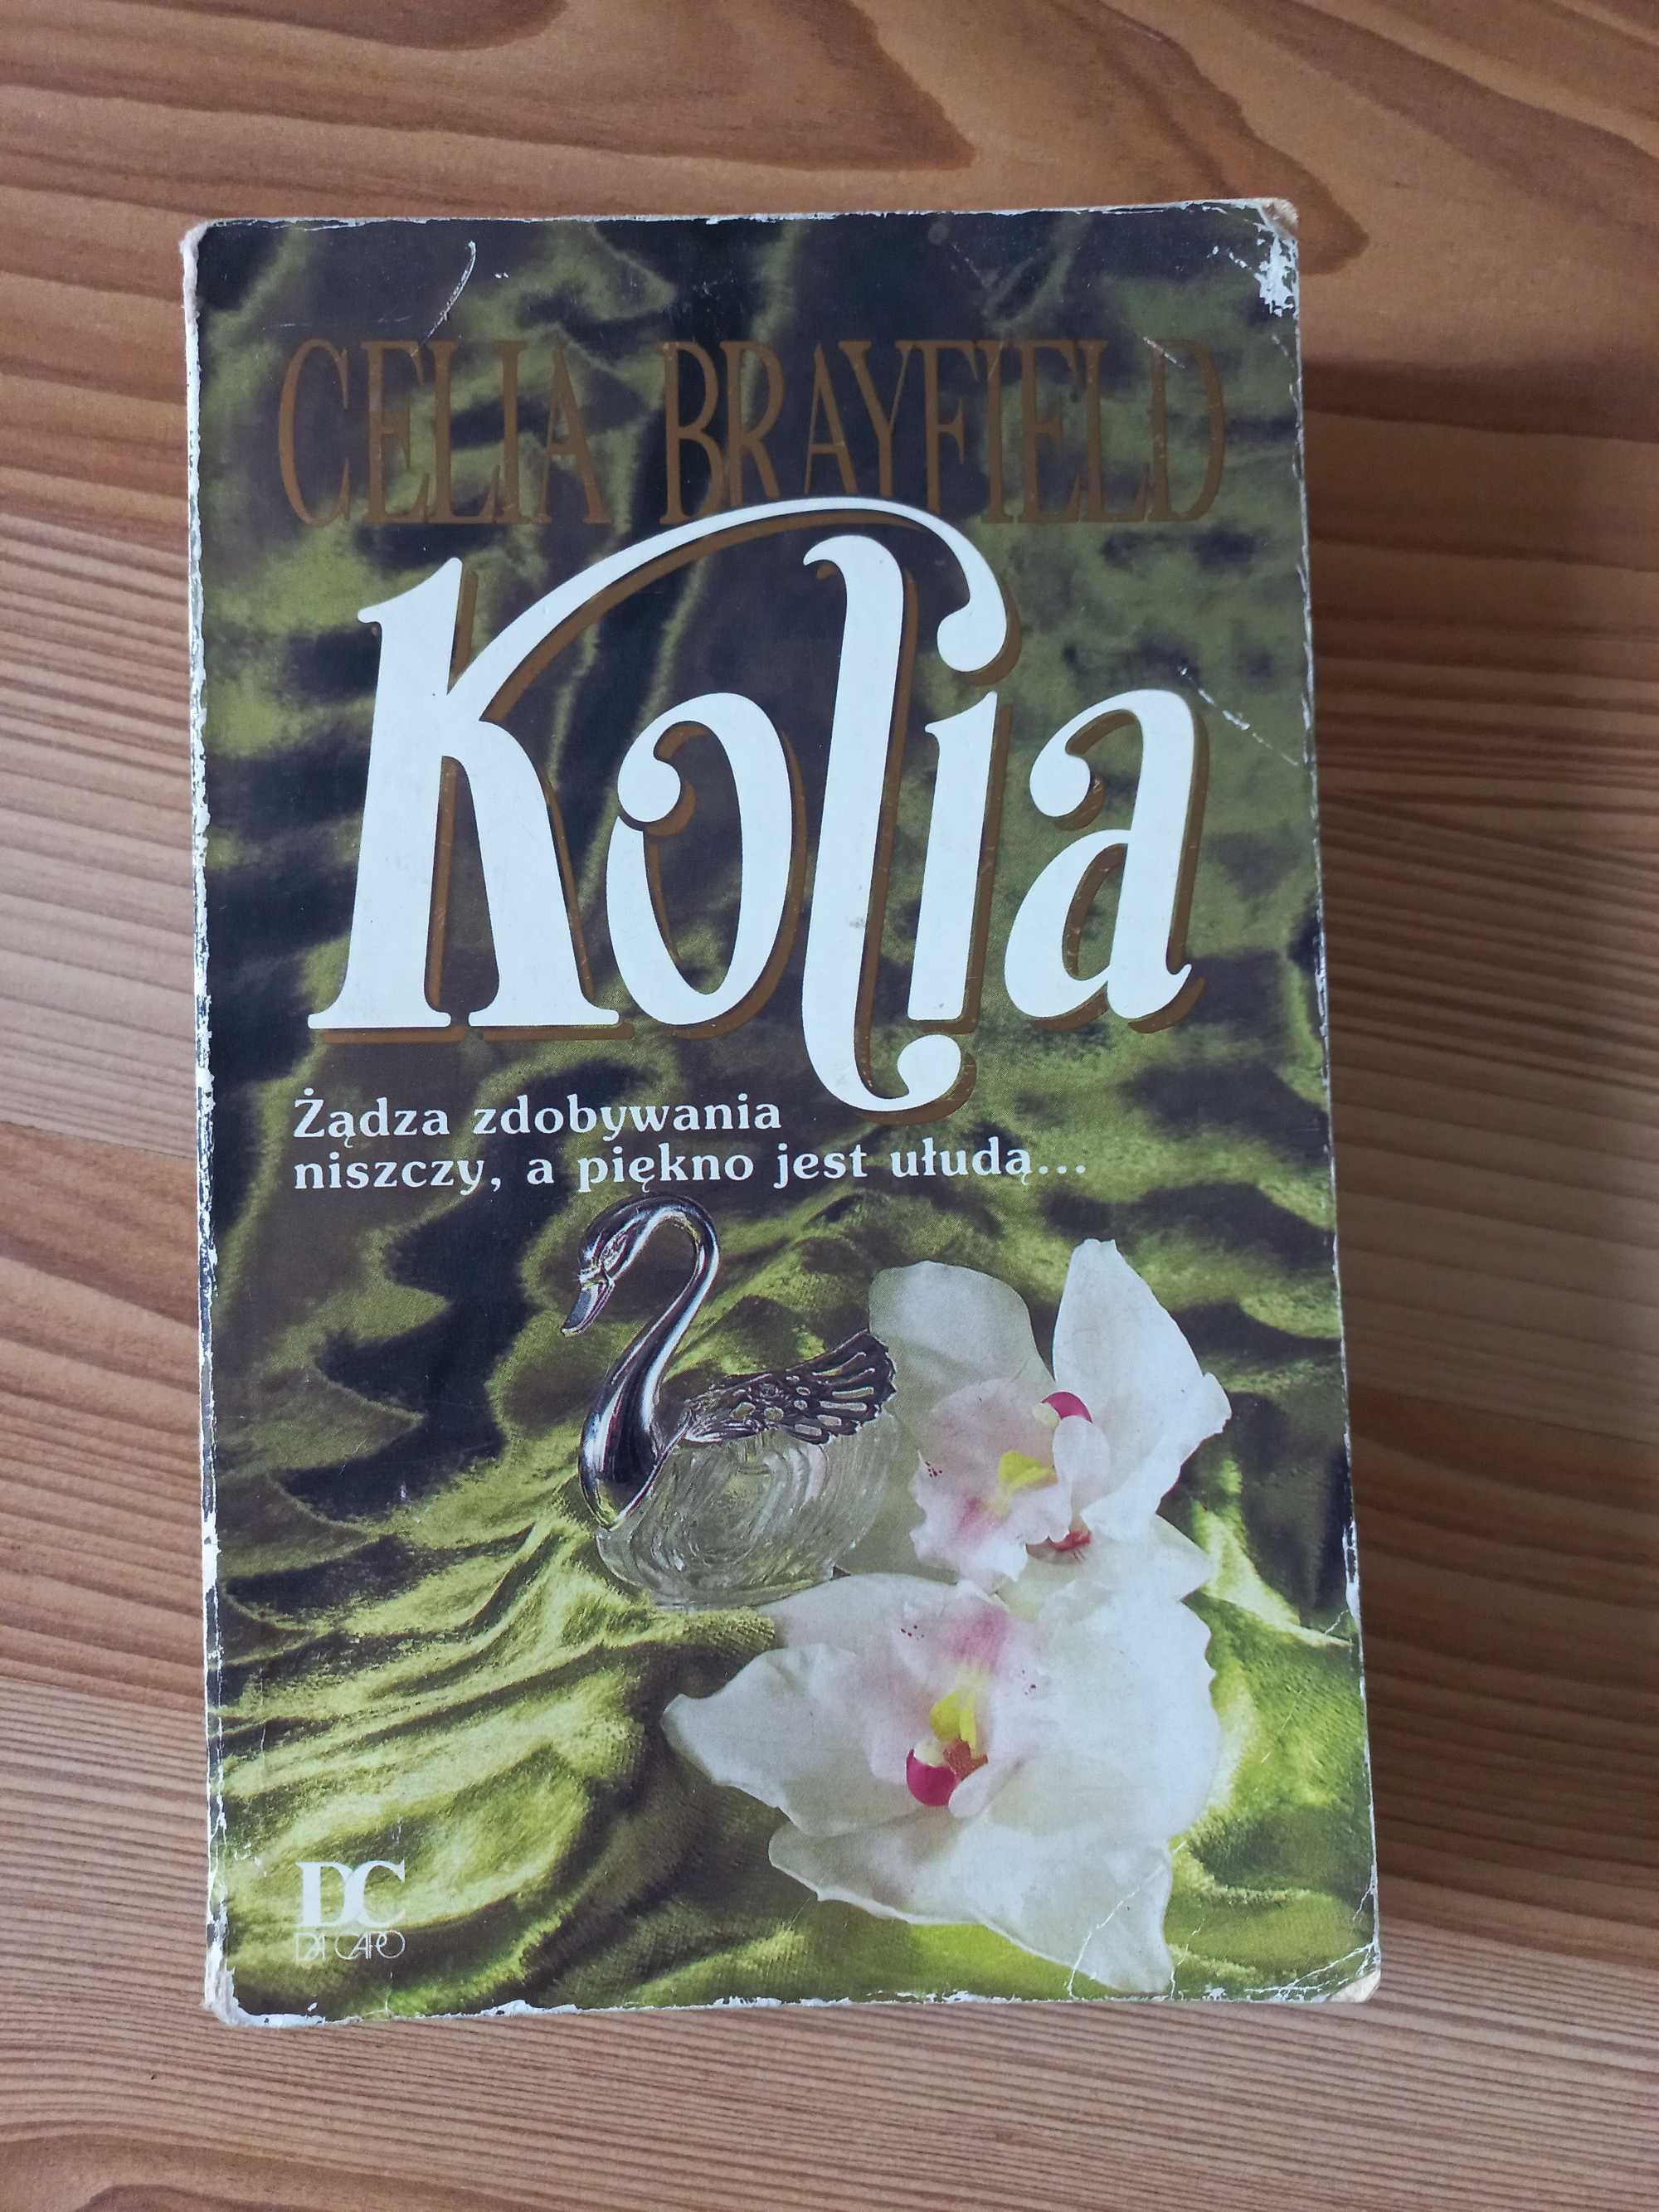 CELIA BRAYFIELD
Kolia
Żądza zdobywania
niszczy, a piękno jest ułudą...
DC
DA CAPO